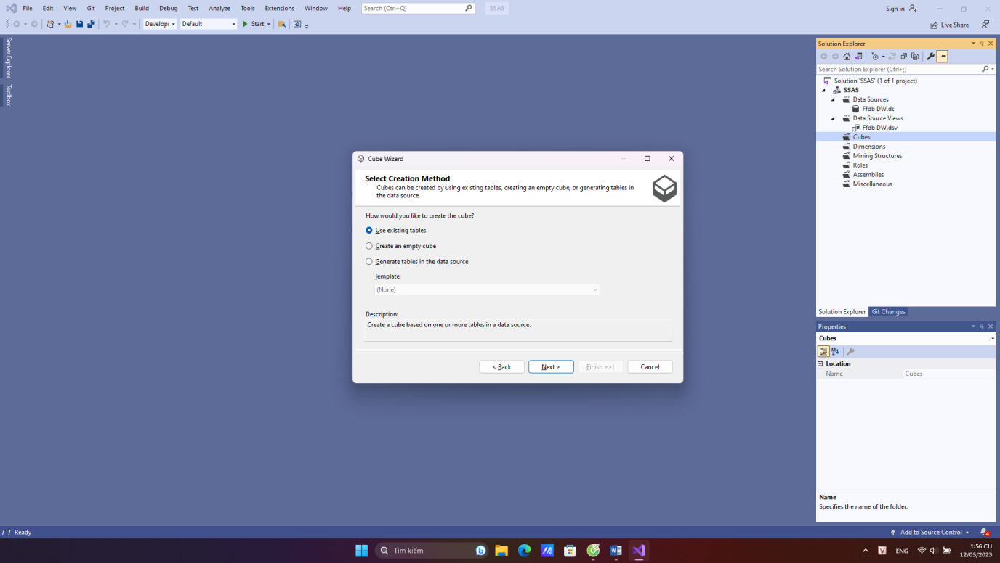 File Edit View Git Project Build Debug Test Analyze Tools Extensions Window Help Search (Ctrl+Q) SSAS Sign in
Develop Default Start Live Share
Server Explorer
Toolbox
Cube Wizard
Select Creation Method
Cubes can be created by using existing tables, creating an empty cube, or generating tables in
the data source.
How would you like to create the cube?
Use existing tables
Create an empty cube
Generate tables in the data source
Template:
(None)
Description:
Create a cube based on one or more tables in a data source.
< Back Next > Finish >>| Cancel
Solution Explorer
Search Solution Explorer (Ctrl+;)
Solution 'SSAS' (1 of 1 project)
SSAS
Data Sources
Ffdb DW.ds
Data Source Views
Ffdb DW.dsv
Cubes
Dimensions
Mining Structures
Roles
Assemblies
Miscellaneous
Solution Explorer Git Changes
Properties
Cubes
Location
Name Cubes
Name
Specifies the name of the folder.
Ready Add to Source Control 4
Tìm kiếm ENG 1:56 CH
12/05/2023